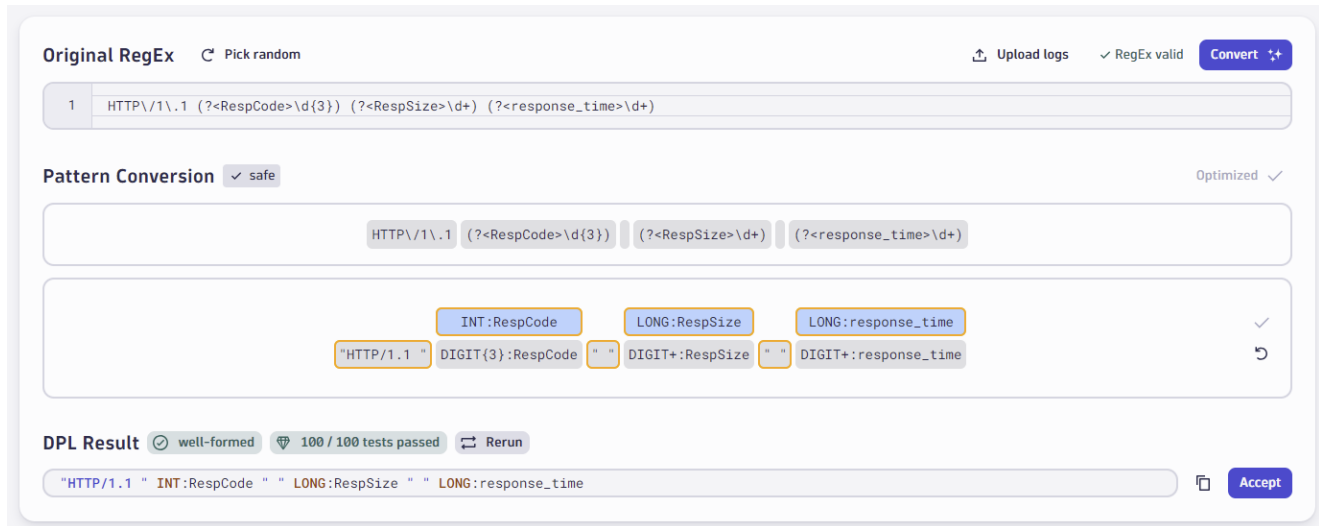 Original RegEx Pick random Upload logs RegEx valid Convert
1 HTTP\/1\.1 (?<RespCode>\d{3}) (?<RespSize>\d+) (?<response_time>\d+)
Pattern Conversion safe Optimized
HTTP\/1\.1 (?<RespCode>\d{3}) (?<RespSize>\d+) (?<response_time>\d+)
INT:RespCode LONG:RespSize LONG:response_time
"HTTP/1.1 " DIGIT{3}:RespCode " " DIGIT+:RespSize " " DIGIT+:response_time
DPL Result well-formed 100 / 100 tests passed Rerun
"HTTP/1.1 " INT:RespCode " " LONG:RespSize " " LONG:response_time Accept